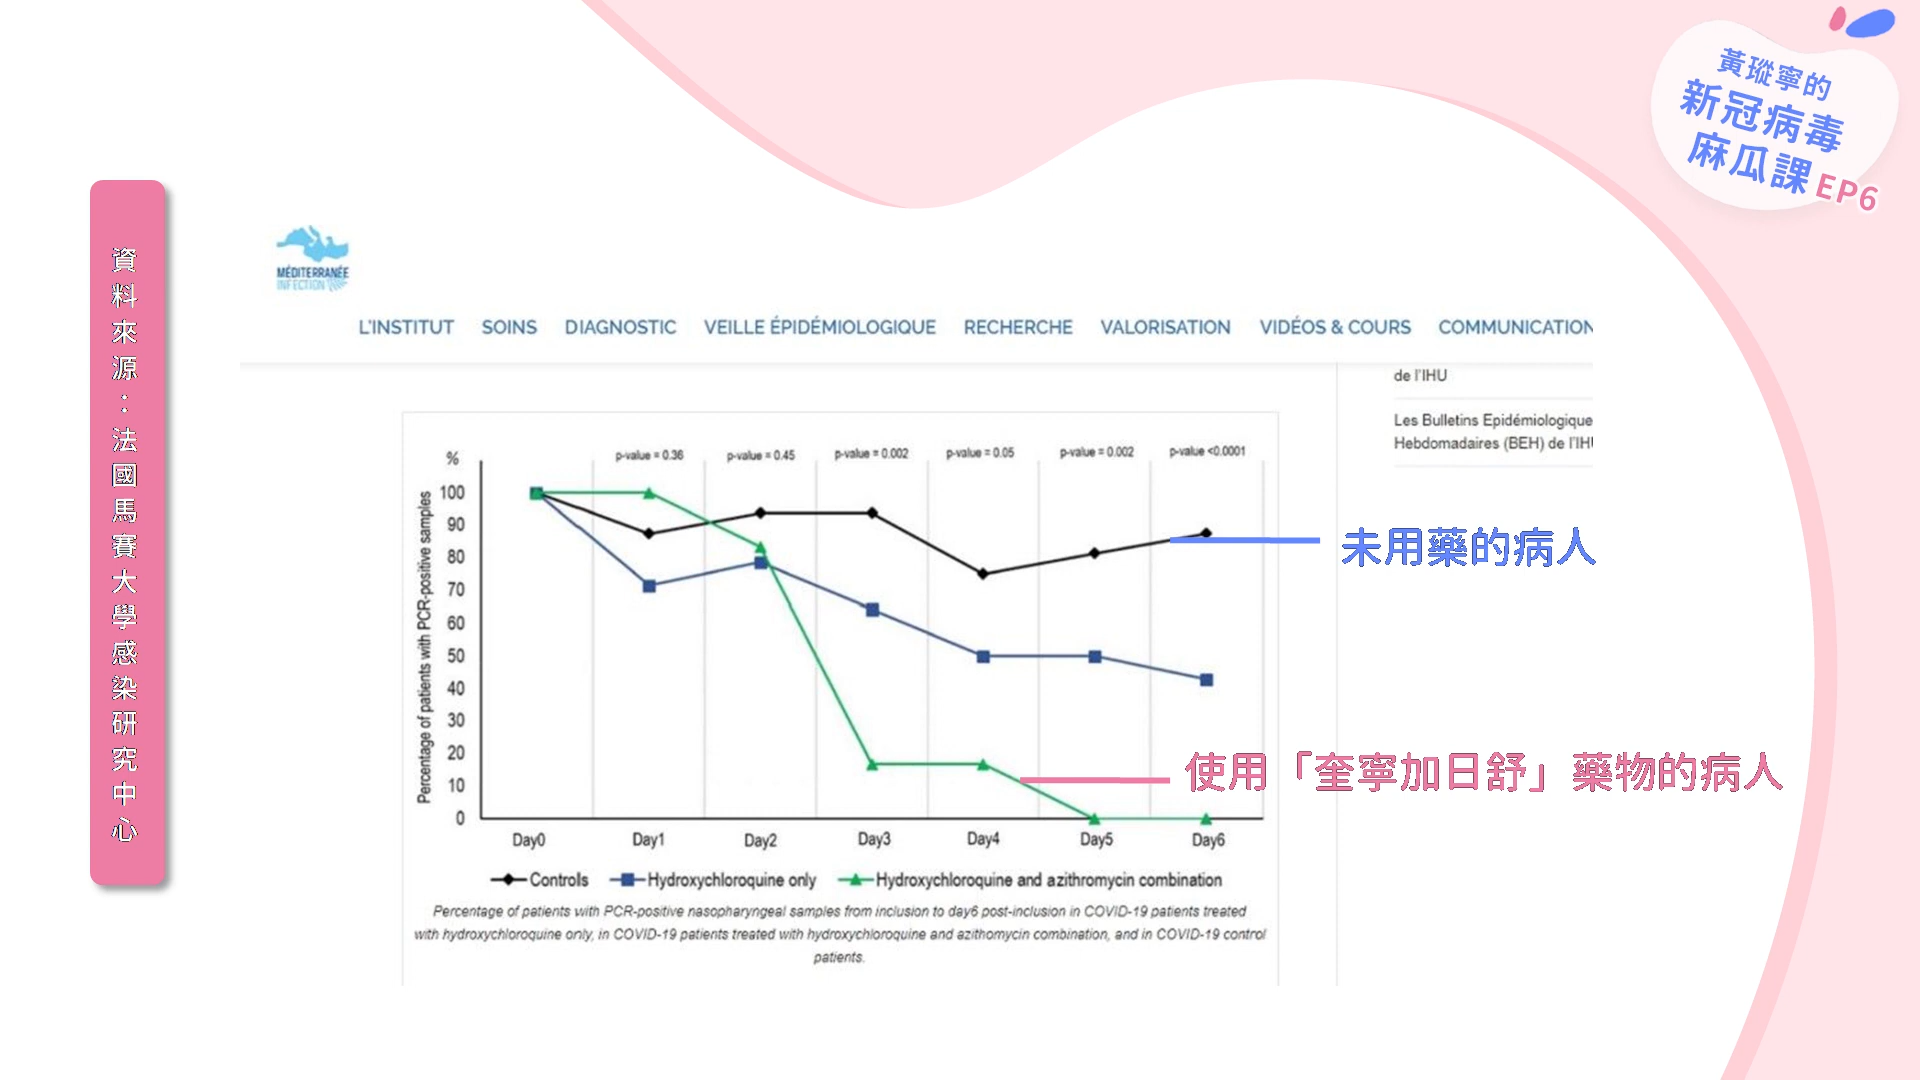 黃瑽寧的
新冠病毒
麻瓜課EP6
資料來源：法國馬賽大學感染研究中心
MÉDITERRANÉE
INFECTION
L'INSTITUT SOINS DIAGNOSTIC VEILLE ÉPIDÉMIOLOGIQUE RECHERCHE VALORISATION VIDÉOS & COURS COMMUNICATION
de l'IHU
Les Bulletins Epidémiologique
Hebdomadaires (BEH) de l'IHU
% p-value = 0.36 p-value = 0.45 p-value = 0.002 p-value = 0.05 p-value = 0.002 p-value <0.0001
Percentage of patients with PCR-positive samples
100
90
80
70
60
50
40
30
20
10
0
Day0 Day1 Day2 Day3 Day4 Day5 Day6
未用藥的病人
使用「奎寧加日舒」藥物的病人
Controls Hydroxychloroquine only Hydroxychloroquine and azithromycin combination
Percentage of patients with PCR-positive nasopharyngeal samples from inclusion to day6 post-inclusion in COVID-19 patients treated
with hydroxychloroquine only, in COVID-19 patients treated with hydroxychloroquine and azithomycin combination, and in COVID-19 control
patients.